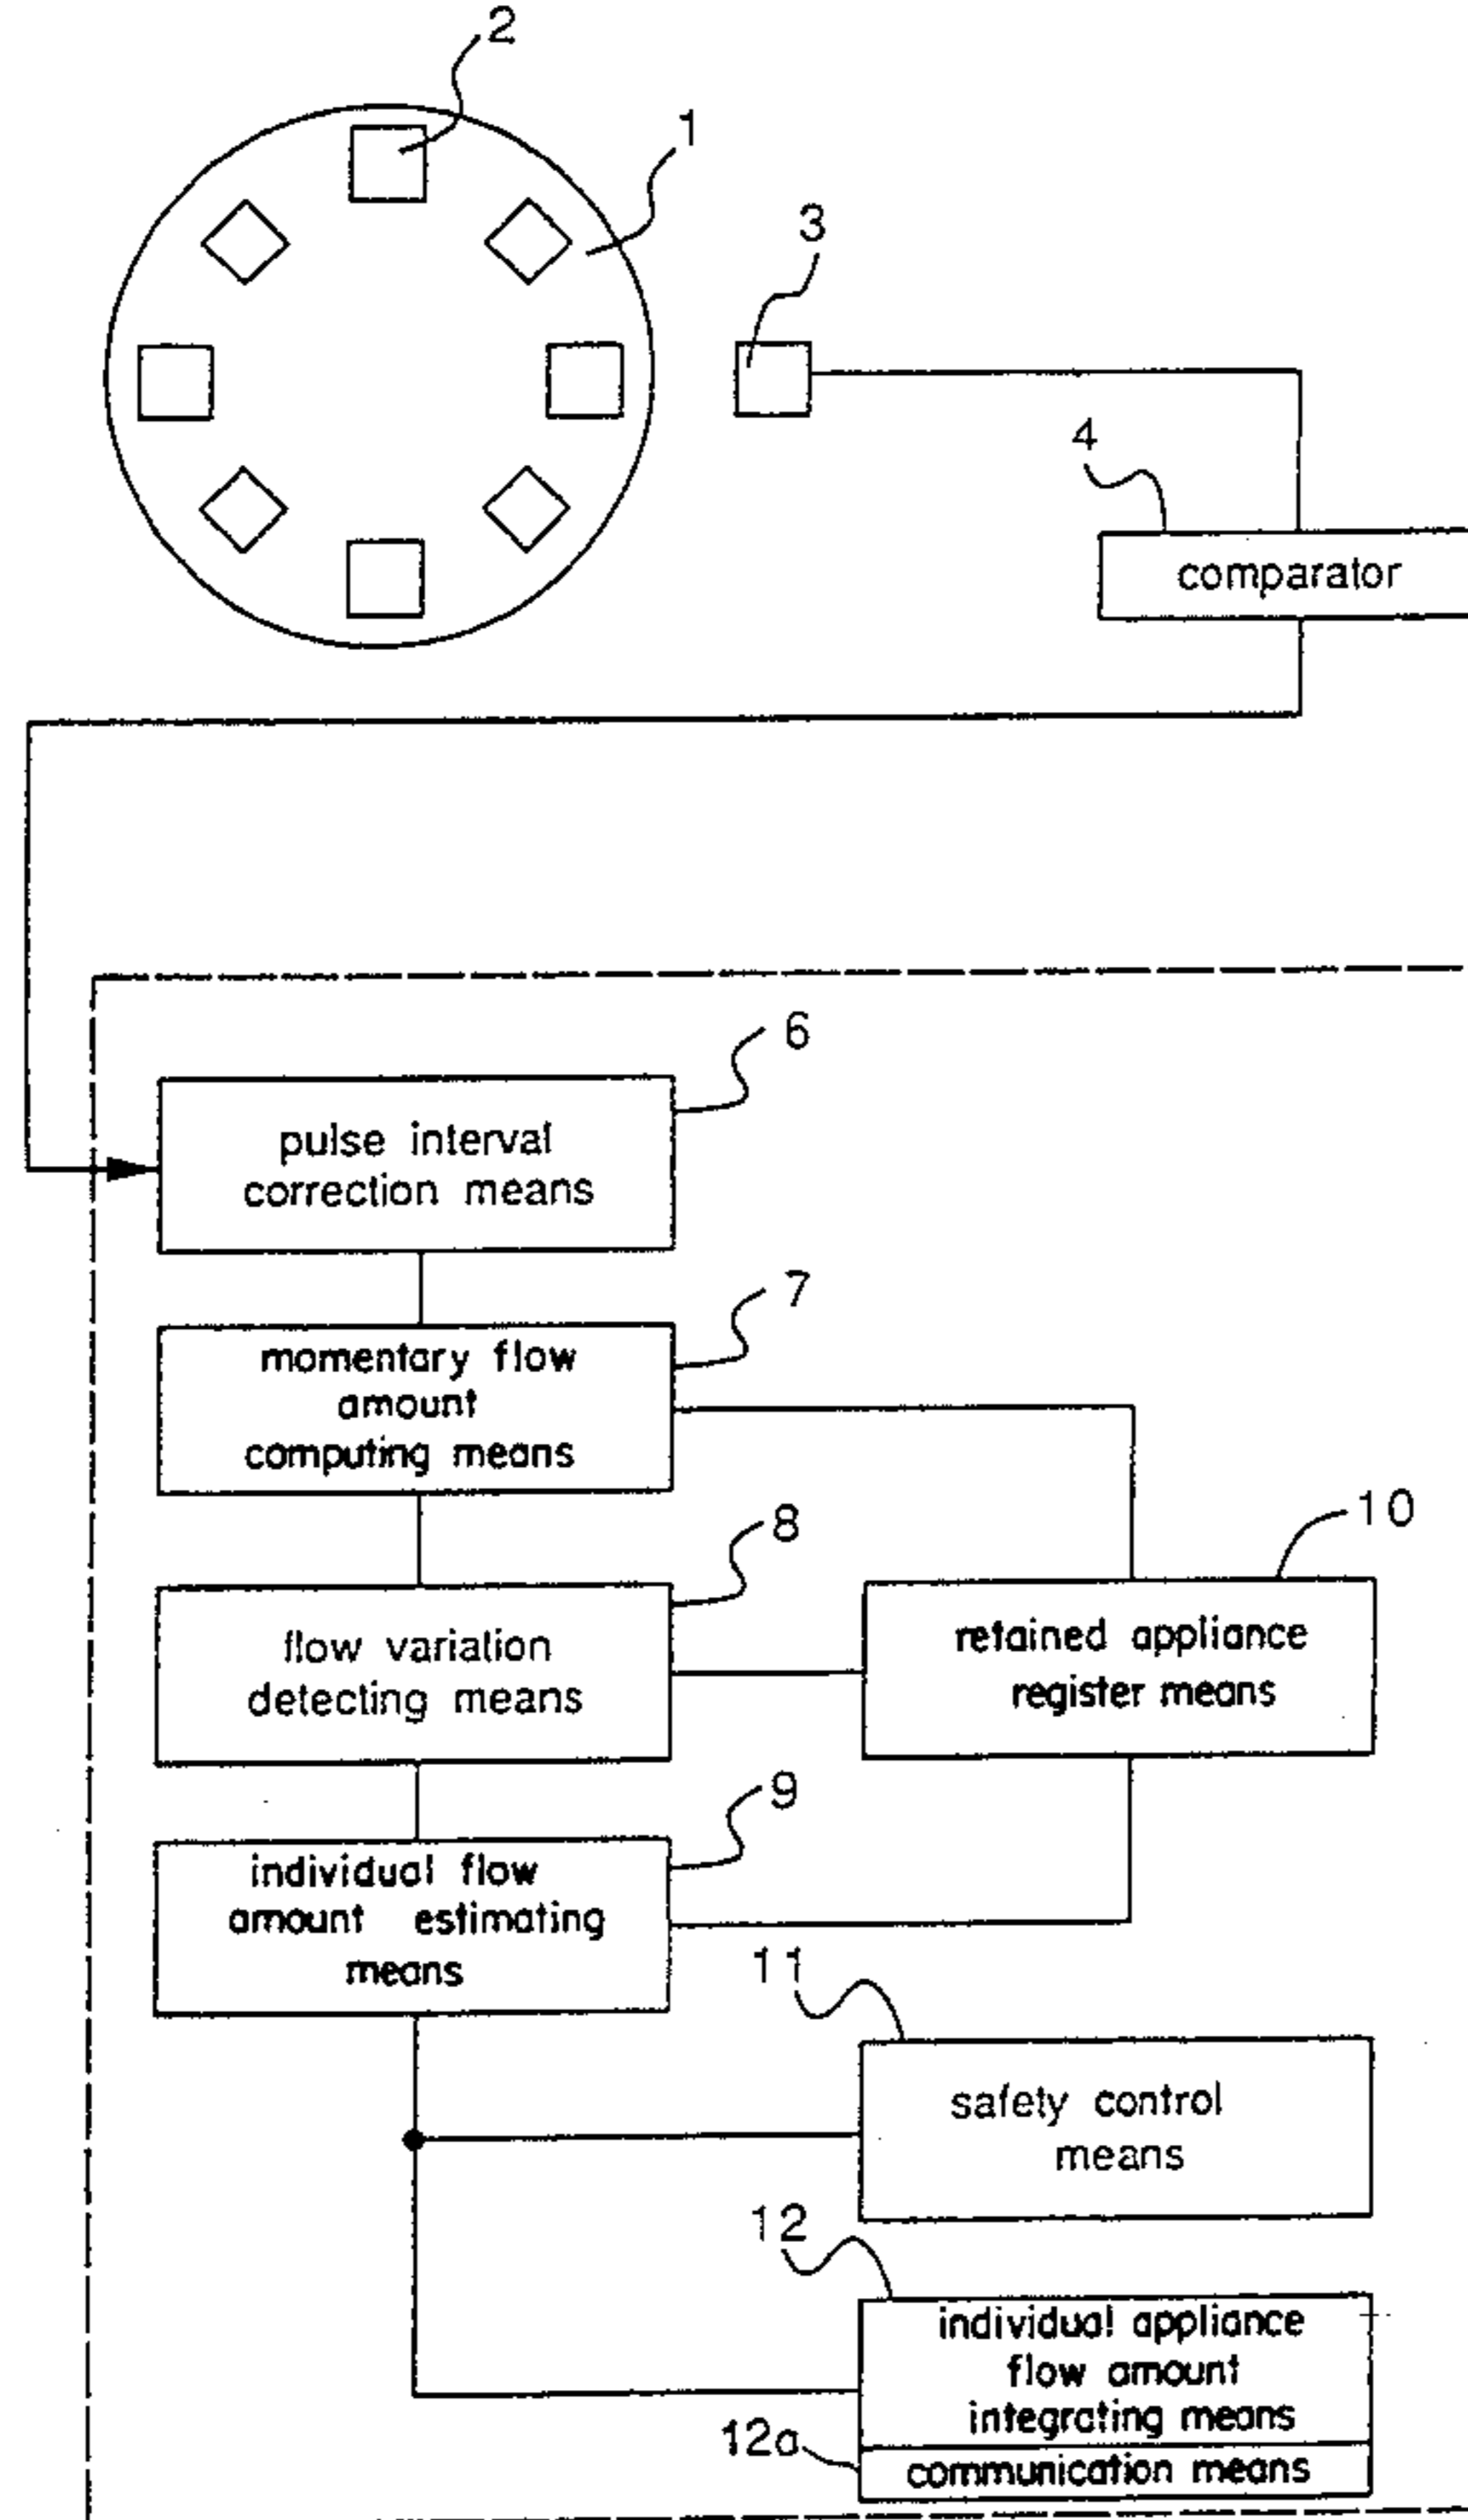 2
1
3
4
comparator
6
pulse interval
correction means
7
momentary flow
amount
computing means
8
10
flow variation
detecting means
retained appliance
register means
9
individual flow
amount estimating
means
11
safety control
means
12
individual appliance
flow amount
integrating means
12a
communication means